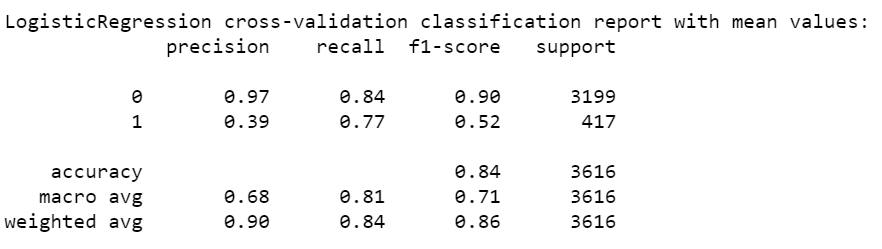 LogisticRegression cross-validation classification report with mean values:
precision recall f1-score support
0 0.97 0.84 0.90 3199
1 0.39 0.77 0.52 417
accuracy 0.84 3616
macro avg 0.68 0.81 0.71 3616
weighted avg 0.90 0.84 0.86 3616